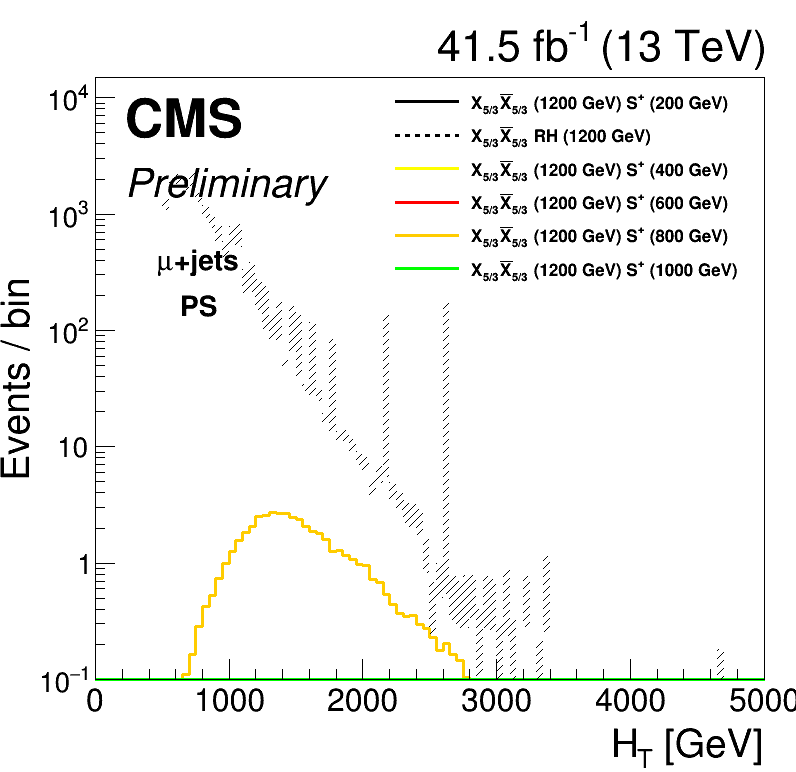 41.5 fb⁻¹ (13 TeV)
CMS
Preliminary
μ+jets
PS
X₅/₃X̅₅/₃ (1200 GeV) S⁺ (200 GeV)
X₅/₃X̅₅/₃ RH (1200 GeV)
X₅/₃X̅₅/₃ (1200 GeV) S⁺ (400 GeV)
X₅/₃X̅₅/₃ (1200 GeV) S⁺ (600 GeV)
X₅/₃X̅₅/₃ (1200 GeV) S⁺ (800 GeV)
X₅/₃X̅₅/₃ (1200 GeV) S⁺ (1000 GeV)
Events / bin
10⁴
10³
10²
10
1
10⁻¹
0 1000 2000 3000 4000 5000
H_T [GeV]